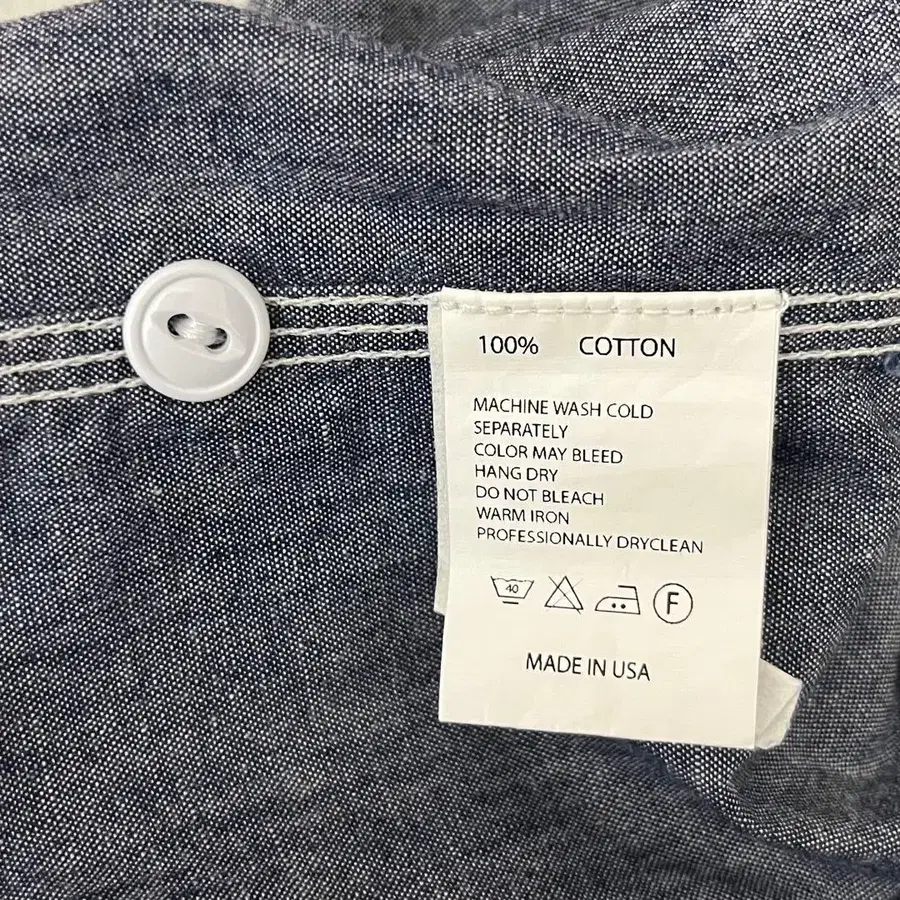 100% COTTON
MACHINE WASH COLD
SEPARATELY
COLOR MAY BLEED
HANG DRY
DO NOT BLEACH
WARM IRON
PROFESSIONALLY DRYCLEAN
40 F
MADE IN USA